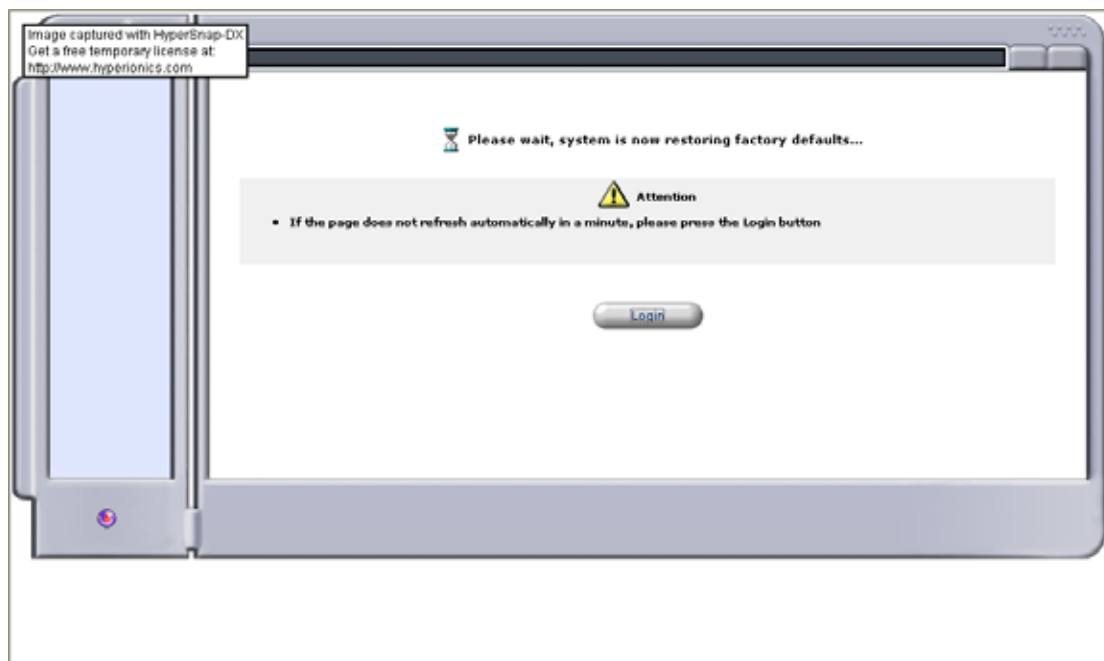 Image captured with HyperSnap-DX
Get a free temporary license at:
http://www.hyperionics.com
Please wait, system is now restoring factory defaults...
Attention
• If the page does not refresh automatically in a minute, please press the Login button
Login